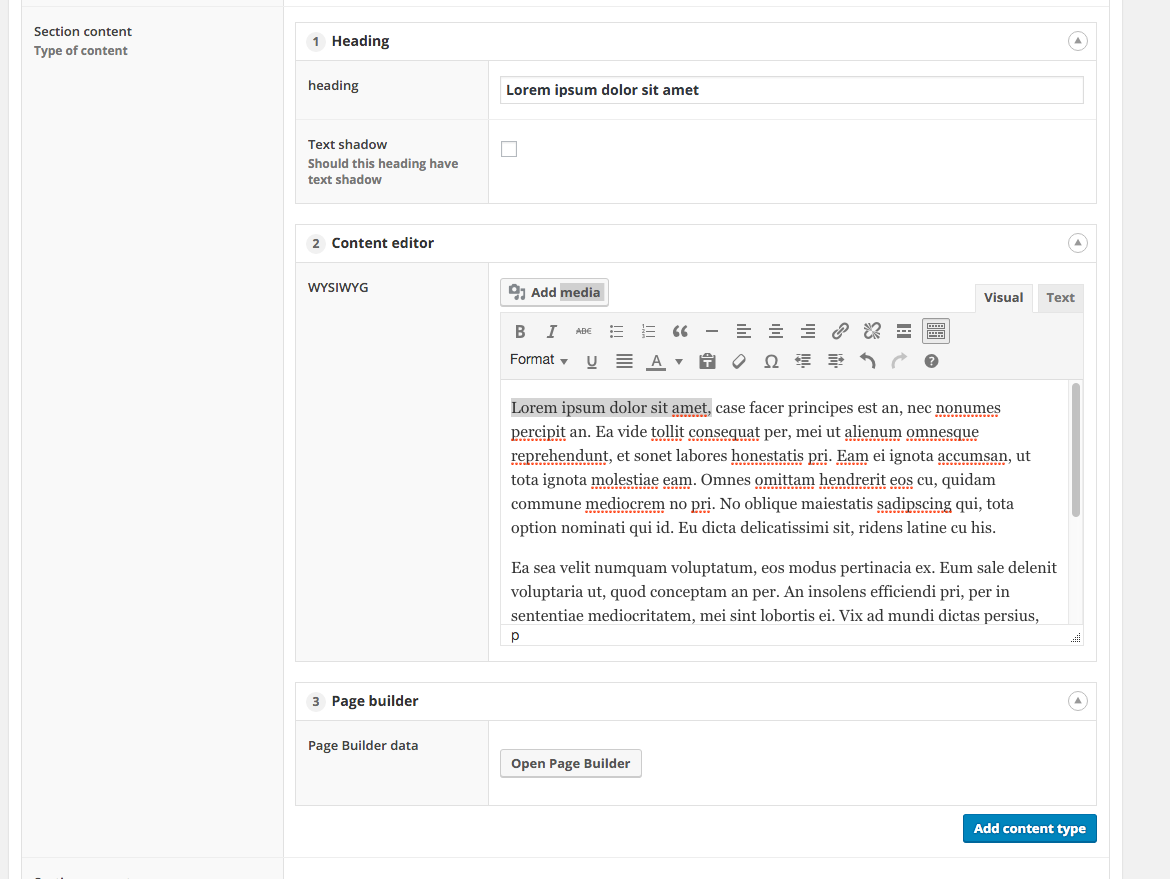 Section content
Type of content
1 Heading
heading
Lorem ipsum dolor sit amet
Text shadow
Should this heading have
text shadow
2 Content editor
WYSIWYG
Add media
Visual Text
B I ABC
Format U A Ω ?
Lorem ipsum dolor sit amet, case facer principes est an, nec nonumes
percipit an. Ea vide tollit consequat per, mei ut alienum omnesque
reprehendunt, et sonet labores honestatis pri. Eam ei ignota accumsan, ut
tota ignota molestiae eam. Omnes omittam hendrerit eos cu, quidam
commune mediocrem no pri. No oblique maiestatis sadipscing qui, tota
option nominati qui id. Eu dicta delicatissimi sit, ridens latine cu his.
Ea sea velit numquam voluptatum, eos modus pertinacia ex. Eum sale delenit
voluptaria ut, quod conceptam an per. An insolens efficiendi pri, per in
sententiae mediocritatem, mei sint lobortis ei. Vix ad mundi dictas persius,
p
3 Page builder
Page Builder data
Open Page Builder
Add content type